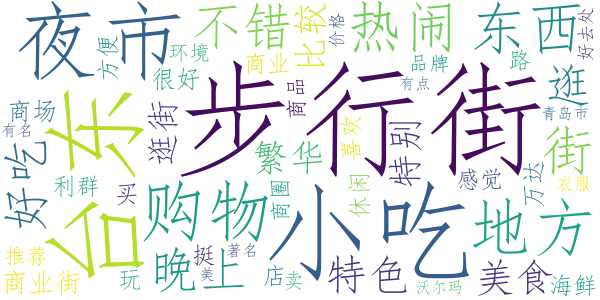 夜市
方便
环境
很好
不错
商业
比较
价格
热闹
品牌
有点
东西
路
好去处
逛
青岛市
商场
有名
好吃
台东
逛街
步行街
商品
繁华
喜欢
特别
街
衣服
万达
感觉
利群
买
购物
商圈
休闲
小吃
地方
推荐
商业街
玩
晚上
挺
美
著名
店
卖
特色
沃尔玛
美食
海鲜